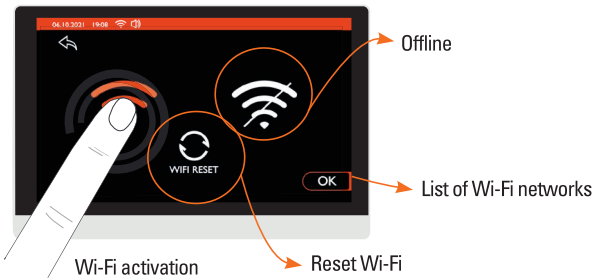 06.10.2021 19:08
Offline
WIFI RESET
OK
List of Wi-Fi networks
Wi-Fi activation
Reset Wi-Fi